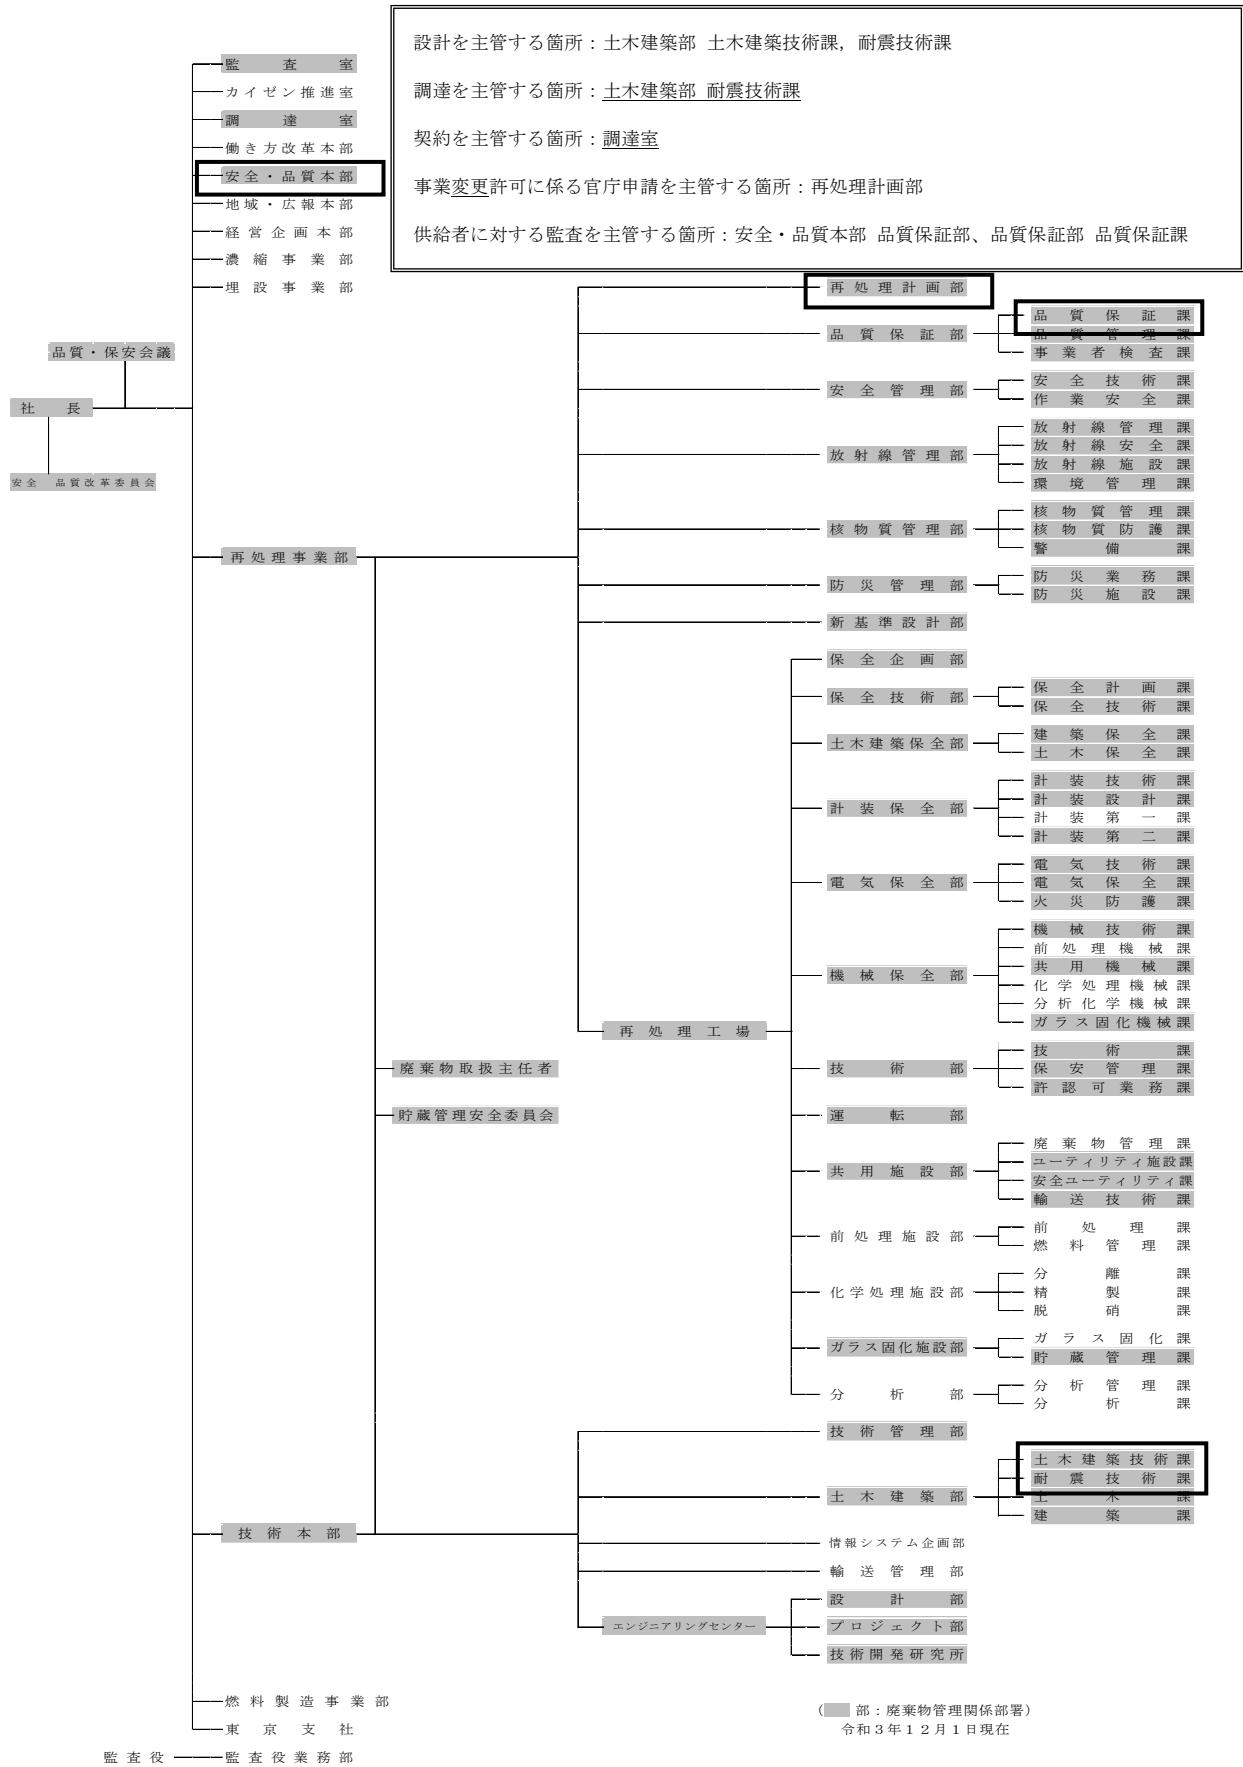 設計を主管する箇所：土木建築部 土木建築技術課，耐震技術課
調達を主管する箇所：土木建築部 耐震技術課
契約を主管する箇所：調達室
事業変更許可に係る官庁申請を主管する箇所：再処理計画部
供給者に対する監査を主管する箇所：安全・品質本部 品質保証部、品質保証部 品質保証課
監査室
カイゼン推進室
調達室
働き方改革本部
安全・品質本部
地域・広報本部
経営企画本部
濃縮事業部
埋設事業部
品質・保安会議
社長
安全 品質改革委員会
再処理事業部
再処理計画部
品質保証部
品質保証課
品質管理課
事業者検査課
安全管理部
安全技術課
作業安全課
放射線管理部
放射線管理課
放射線安全課
放射線施設課
環境管理課
核物質管理部
核物質管理課
核物質防護課
警備課
防災管理部
防災業務課
防災施設課
新基準設計部
再処理工場
保全企画部
保全技術部
保全計画課
保全技術課
土木建築保全部
建築保全課
土木保全課
計装保全部
計装技術課
計装設計課
計装第一課
計装第二課
電気保全部
電気技術課
電気保全課
火災防護課
機械保全部
機械技術課
前処理機械課
共用機械課
化学処理機械課
分析化学機械課
ガラス固化機械課
技術部
技術課
保安管理課
許認可業務課
運転部
共用施設部
廃棄物管理課
ユーティリティ施設課
安全ユーティリティ課
輸送技術課
前処理施設部
前処理課
燃料管理課
化学処理施設部
分離課
精製課
脱硝課
ガラス固化施設部
ガラス固化課
貯蔵管理課
分析部
分析管理課
分析課
廃棄物取扱主任者
貯蔵管理安全委員会
技術本部
技術管理部
土木建築部
土木建築技術課
耐震技術課
土木課
建築課
情報システム企画部
輸送管理部
エンジニアリングセンター
設計部
プロジェクト部
技術開発研究所
燃料製造事業部
東京支社
監査役
監査役業務部
（ 部：廃棄物管理関係部署）
令和３年１２月１日現在